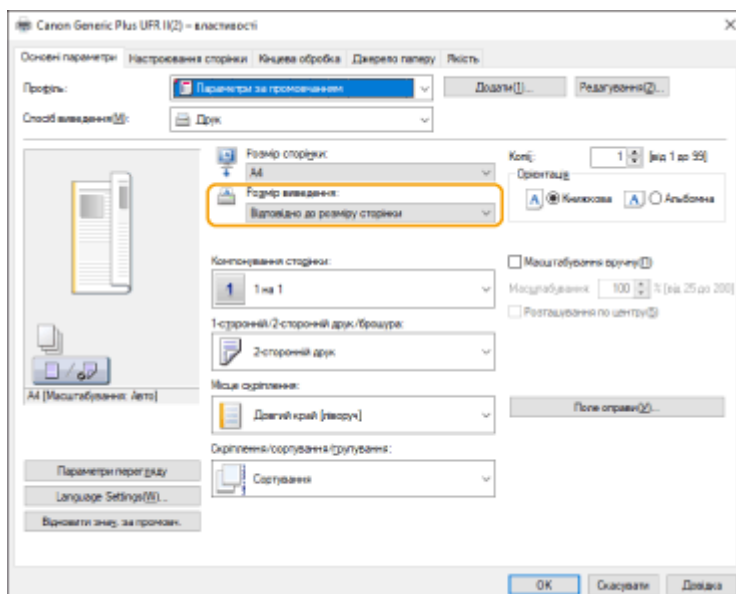 Canon Generic Plus UFR II(2) – властивості
Основні параметри Настроювання сторінки Кінцева обробка Джерело паперу Якість
Профіль: Параметри за промовчанням Додати(1)... Редагування(2)...
Спосіб виведення(M): Друк
Розмір сторінки:
A4
Розмір виведення:
Відповідно до розміру сторінки
Копії: 1 [від 1 до 99]
Орієнтація
A Книжкова A Альбомна
Компонування сторінки:
1 1 на 1
Масштабування вручну(П)
Масштабування: 100 % [від 25 до 200]
Розташування по центру(S)
1-сторонній/2-сторонній друк/брошура:
2-сторонній друк
A4 [Масштабування: Авто]
Місце скріплення:
Довгий край [ліворуч]
Поле оправи(V)...
Скріплення/сортування/групування:
Сортування
Параметри перегляду
Language Settings(W)...
Відновити знач. за промовч.
OK Скасувати Довідка